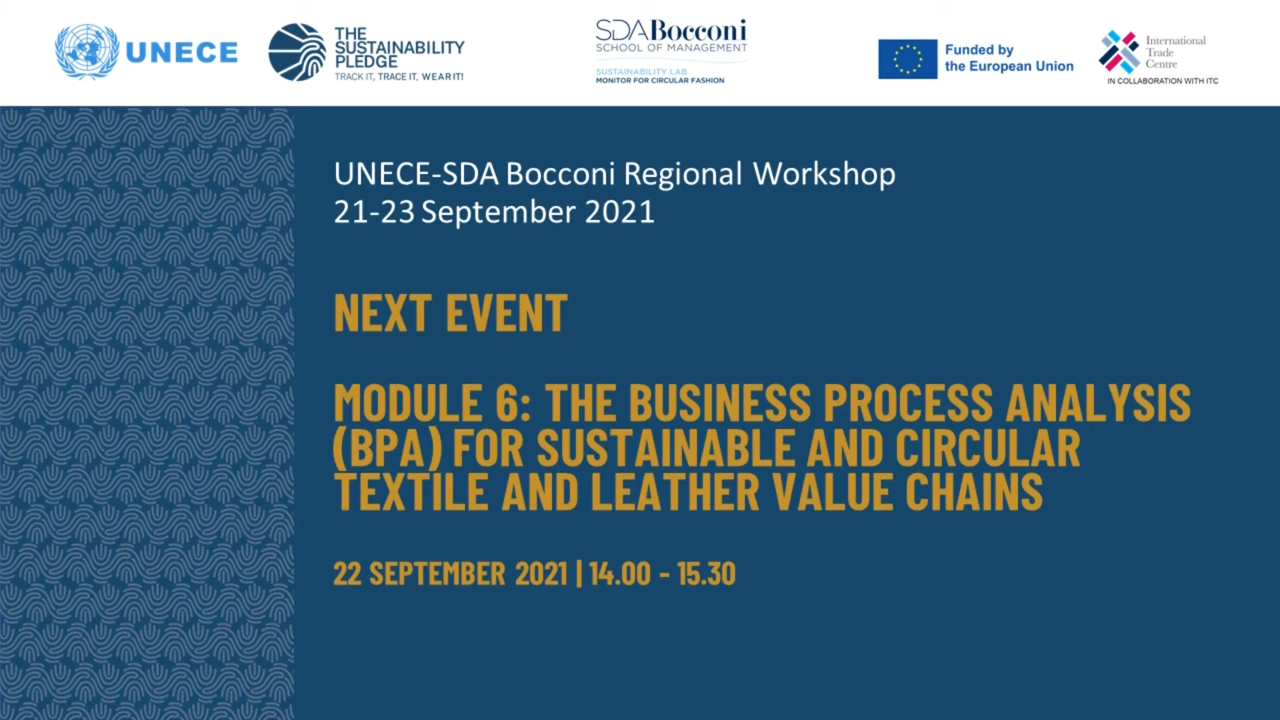 UNECE
THE
SUSTAINABILITY
PLEDGE
TRACK IT, TRACE IT, WEAR IT!
SDABocconi
SCHOOL OF MANAGEMENT
SUSTAINABILITY LAB
MONITOR FOR CIRCULAR FASHION
Funded by
the European Union
International
Trade
Centre
IN COLLABORATION WITH ITC
UNECE-SDA Bocconi Regional Workshop
21-23 September 2021
NEXT EVENT
MODULE 6: THE BUSINESS PROCESS ANALYSIS
(BPA) FOR SUSTAINABLE AND CIRCULAR
TEXTILE AND LEATHER VALUE CHAINS
22 SEPTEMBER 2021 | 14.00 - 15.30